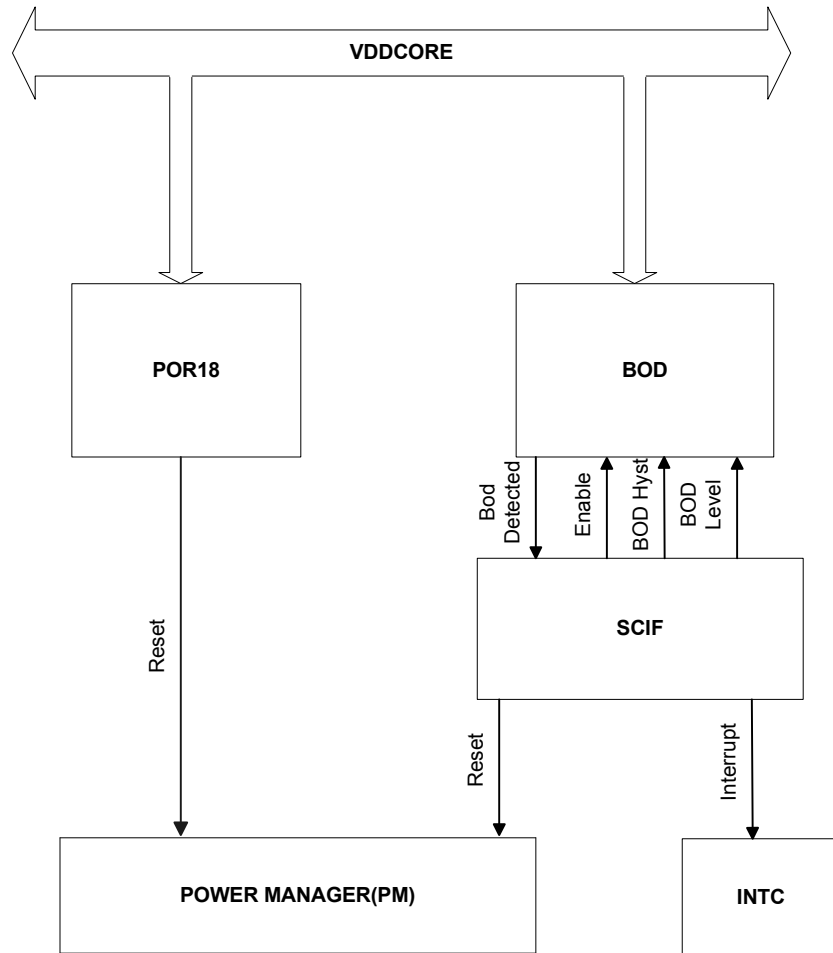 VDDCORE
POR18
BOD
Bod
Detected
Enable
BOD Hyst
BOD
Level
SCIF
Reset
Reset
Interrupt
POWER MANAGER(PM)
INTC